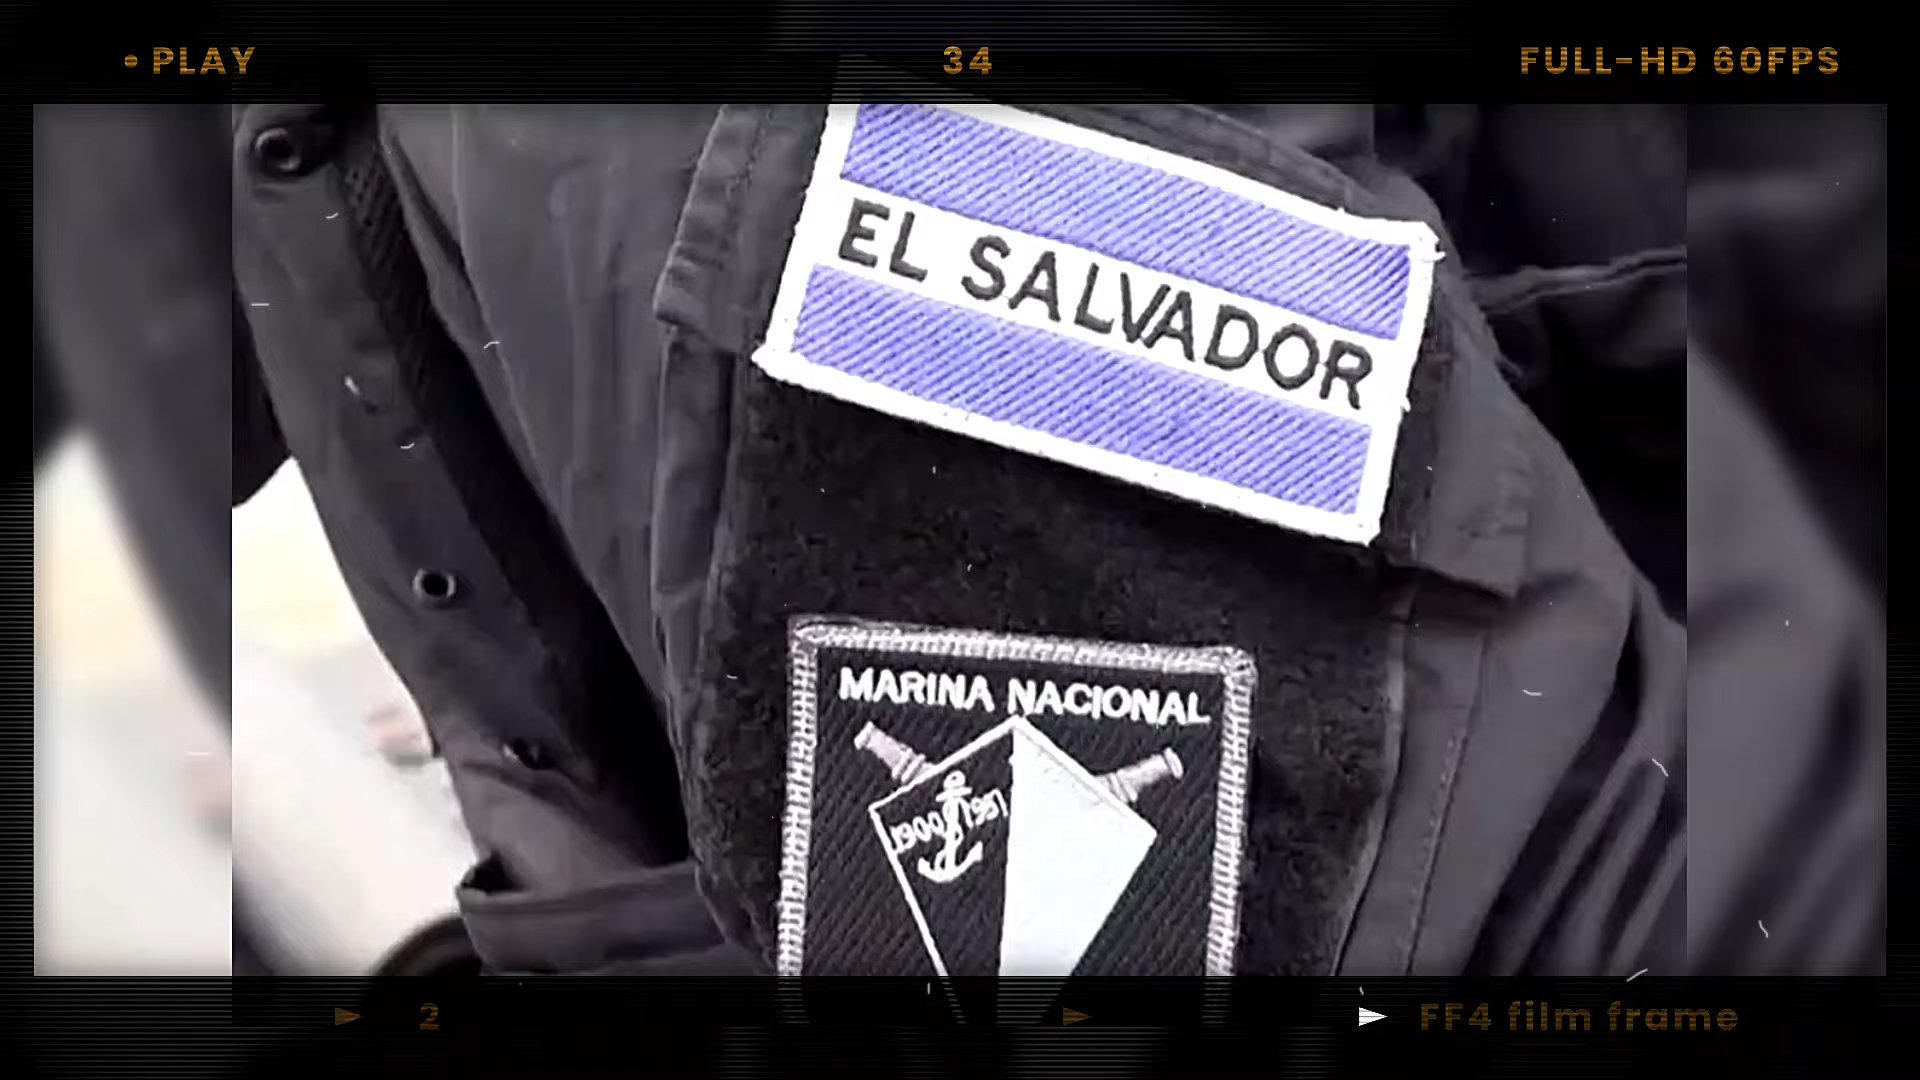 PLAY
34
FULL-HD 60FPS
EL SALVADOR
MARINA NACIONAL
1900 1951
2
FF4 film frame